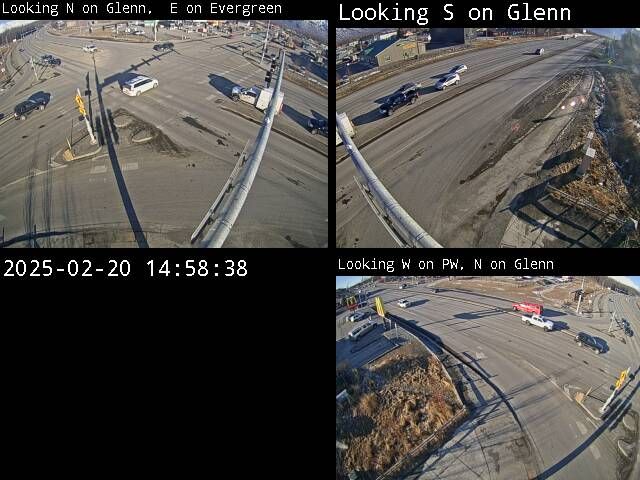 Looking N on Glenn,  E on Evergreen
Looking S on Glenn
2025-02-20 14:58:38
Looking W on PW, N on Glenn